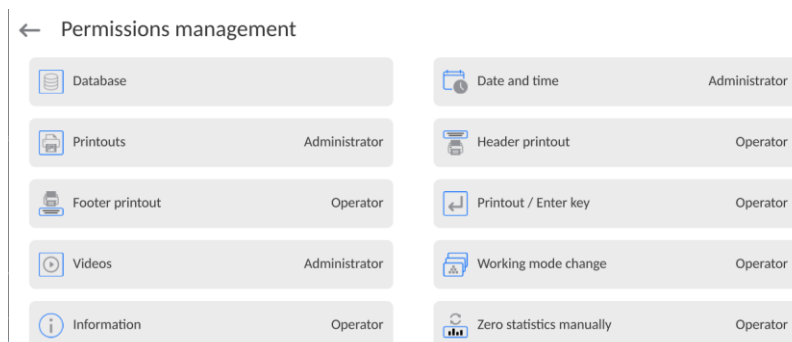 Permissions management
Database
Date and time Administrator
Printouts Administrator
Header printout Operator
Footer printout Operator
Printout / Enter key Operator
Videos Administrator
Working mode change Operator
Information Operator
Zero statistics manually Operator